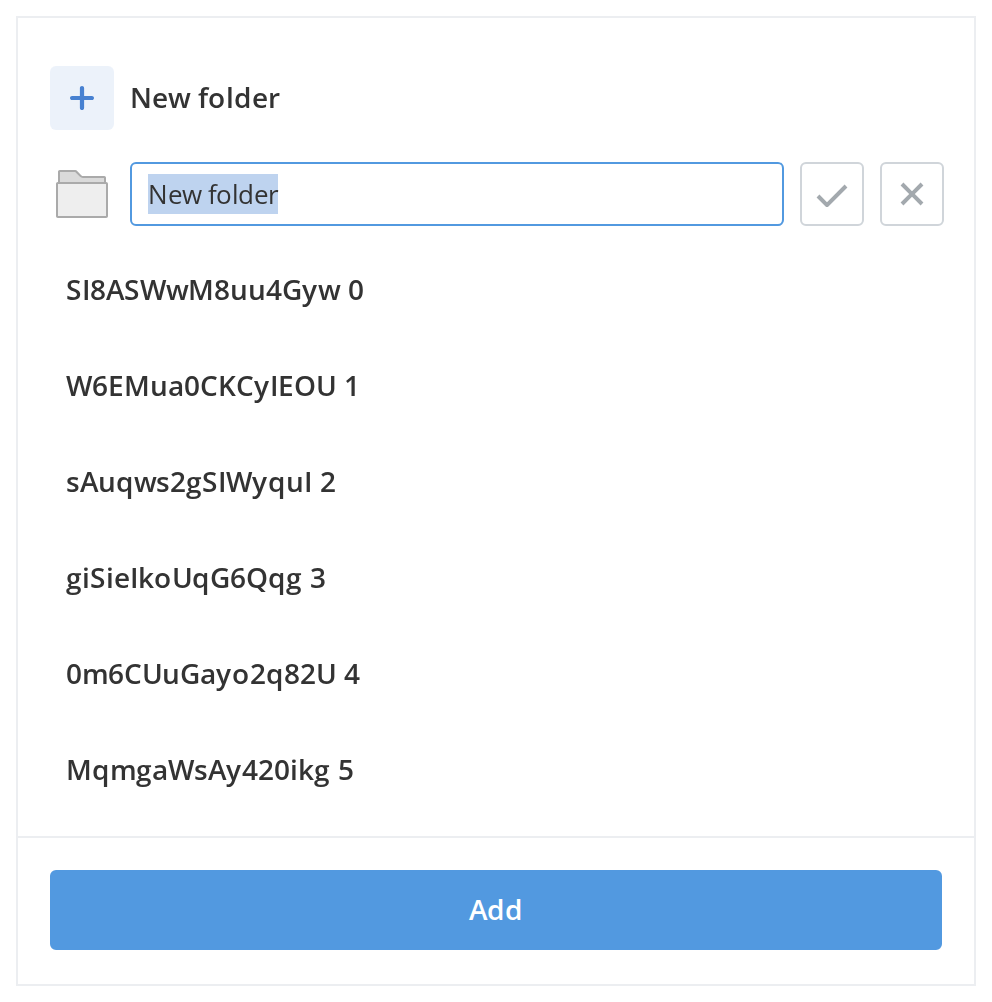 New folder
New folder
SI8ASWwM8uu4Gyw 0
W6EMua0CKCyIEOU 1
sAuqws2gSIWyquI 2
giSieIkoUqG6Qqg 3
0m6CUuGayo2q82U 4
MqmgaWsAy420ikg 5
Add